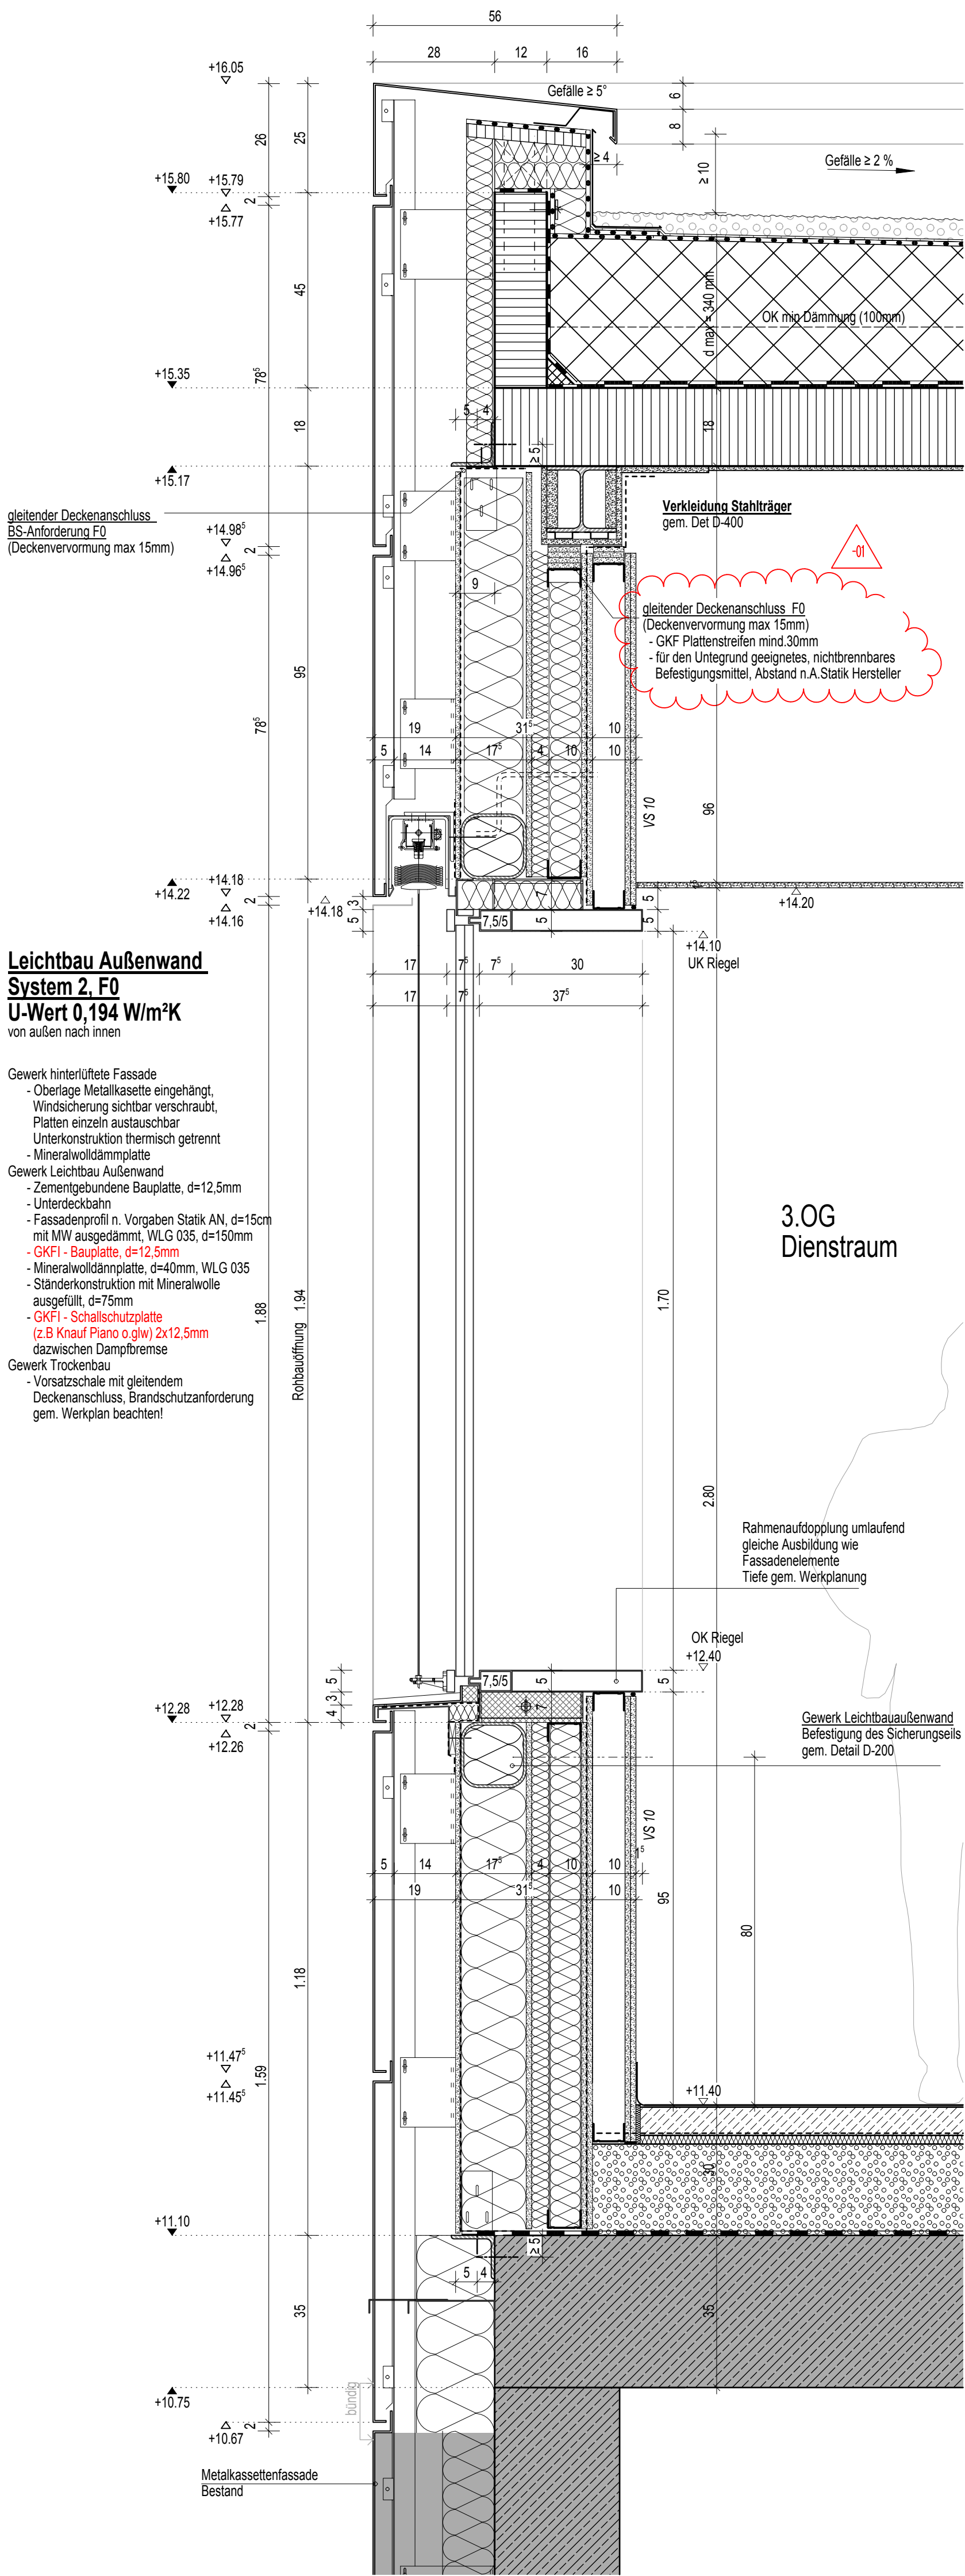 56
28
12
16
+16.05
Gefälle ≥ 5°
6
8
26
25
≥ 4
≥ 10
Gefälle ≥ 2 %
+15.80
+15.79
2
+15.77
45
d max = 340 mm
OK min Dämmung (100mm)
78⁵
+15.35
5
4
18
18
≥ 5
+15.17
Verkleidung Stahlträger
gem. Det D-400
gleitender Deckenanschluss
BS-Anforderung F0
(Deckenvervormung max 15mm)
+14.98⁵
2
+14.96⁵
-01
9
gleitender Deckenanschluss F0
(Deckenvervormung max 15mm)
- GKF Plattenstreifen mind.30mm
- für den Untegrund geeignetes, nichtbrennbares
Befestigungsmittel, Abstand n.A.Statik Hersteller
95
78⁵
19
31⁵
10
5
14
17⁵
4
10
10
VS 10
96
+14.22
+14.18
2
+14.16
+14.18
3
5
7
7,5/5
5
5
5
+14.20
+14.10
UK Riegel
17
7⁵
7⁵
30
17
7⁵
37⁵
Leichtbau Außenwand
System 2, F0
U-Wert 0,194 W/m²K
von außen nach innen
Gewerk hinterlüftete Fassade
- Oberlage Metallkasette eingehängt,
Windsicherung sichtbar verschraubt,
Platten einzeln austauschbar
Unterkonstruktion thermisch getrennt
- Mineralwolldämmplatte
Gewerk Leichtbau Außenwand
- Zementgebundene Bauplatte, d=12,5mm
- Unterdeckbahn
- Fassadenprofil n. Vorgaben Statik AN, d=15cm
mit MW ausgedämmt, WLG 035, d=150mm
- GKFI - Bauplatte, d=12,5mm
- Mineralwolldännplatte, d=40mm, WLG 035
- Ständerkonstruktion mit Mineralwolle
ausgefüllt, d=75mm
- GKFI - Schallschutzplatte
(z.B Knauf Piano o.glw) 2x12,5mm
dazwischen Dampfbremse
Gewerk Trockenbau
- Vorsatzschale mit gleitendem
Deckenanschluss, Brandschutzanforderung
gem. Werkplan beachten!
1.88
Rohbauöffnung 1.94
1.70
3.OG
Dienstraum
2.80
Rahmenaufdopplung umlaufend
gleiche Ausbildung wie
Fassadenelemente
Tiefe gem. Werkplanung
OK Riegel
+12.40
5
3
4
7,5/5
5
7
5
+12.28
+12.28
2
+12.26
Gewerk Leichtbauaußenwand
Befestigung des Sicherungseils
gem. Detail D-200
VS 10
5
14
17⁵
4
10
10
1⁵
19
31⁵
10
95
80
1.18
1.59
+11.47⁵
+11.45⁵
+11.40
30
+11.10
≥ 5
5
4
35
35
bündig
+10.75
2
+10.67
Metalkassettenfassade
Bestand